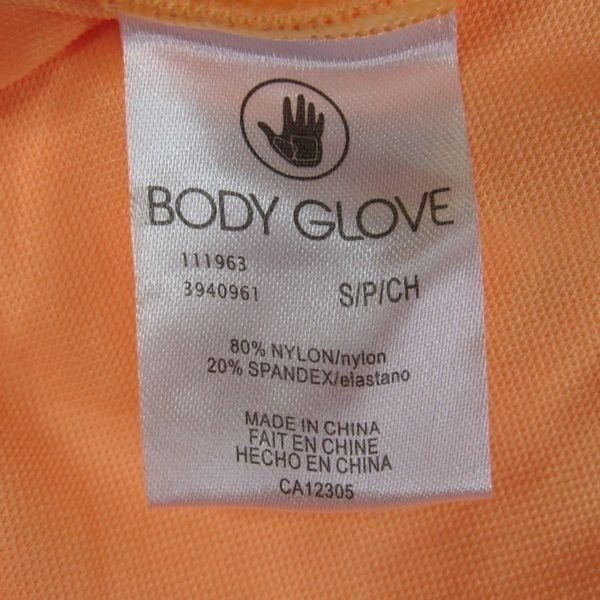 BODY GLOVE
111963
3940961 S/P/CH
80% NYLON/nylon
20% SPANDEX/elastano
MADE IN CHINA
FAIT EN CHINE
HECHO EN CHINA
CA12305